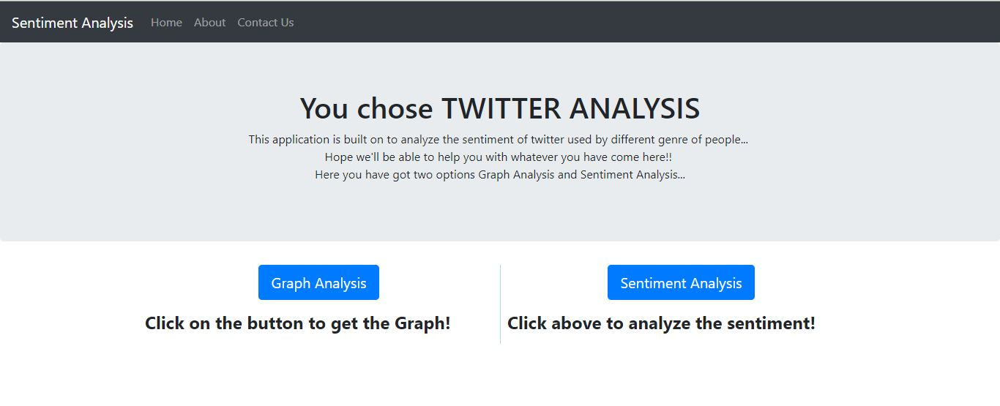 Sentiment Analysis Home About Contact Us
You chose TWITTER ANALYSIS
This application is built on to analyze the sentiment of twitter used by different genre of people...
Hope we'll be able to help you with whatever you have come here!!
Here you have got two options Graph Analysis and Sentiment Analysis...
Graph Analysis
Click on the button to get the Graph!
Sentiment Analysis
Click above to analyze the sentiment!